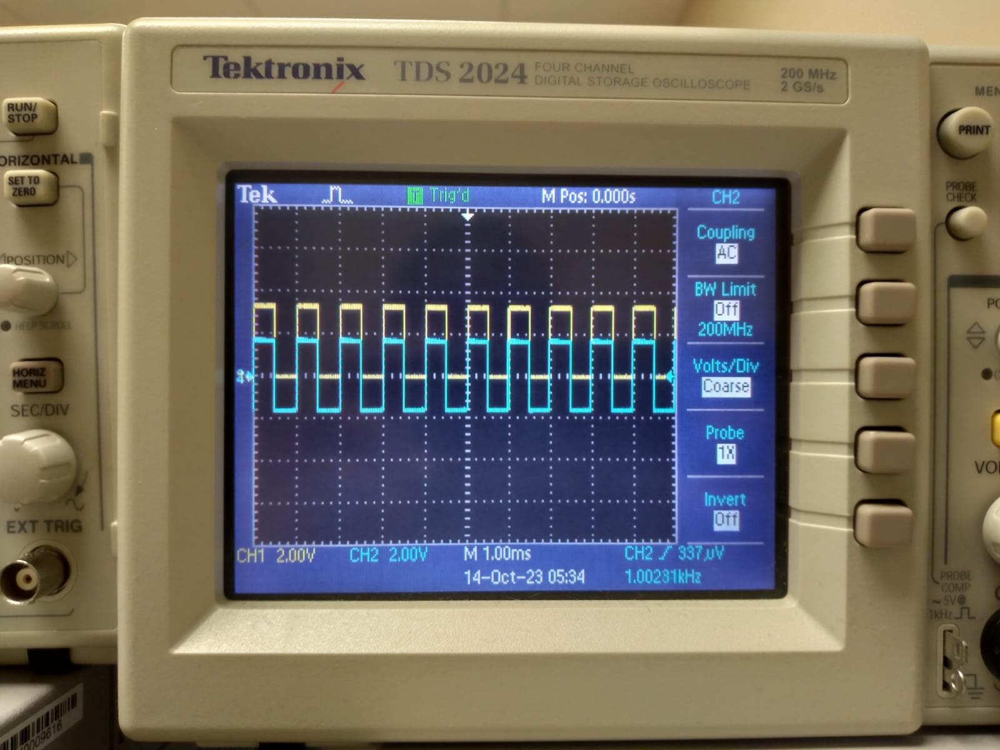 Tektronix TDS 2024 FOUR CHANNEL
DIGITAL STORAGE OSCILLOSCOPE
200 MHz
2 GS/s
RUN/
STOP
ORIZONTAL
SET TO
ZERO
POSITION
HELP SCROLL
HORIZ
MENU
SEC/DIV
EXT TRIG
0009616
Tek Trig'd M Pos: 0.000s CH2
Coupling
AC
BW Limit
Off
200MHz
Volts/Div
Coarse
Probe
1X
Invert
Off
CH1 2.00V CH2 2.00V M 1.00ms CH2 337µV
14-Oct-23 05:34 1.00281kHz
MEN
PRINT
PROBE
CHECK
PO
VOL
PROBE
COMP
~5V@
1kHz